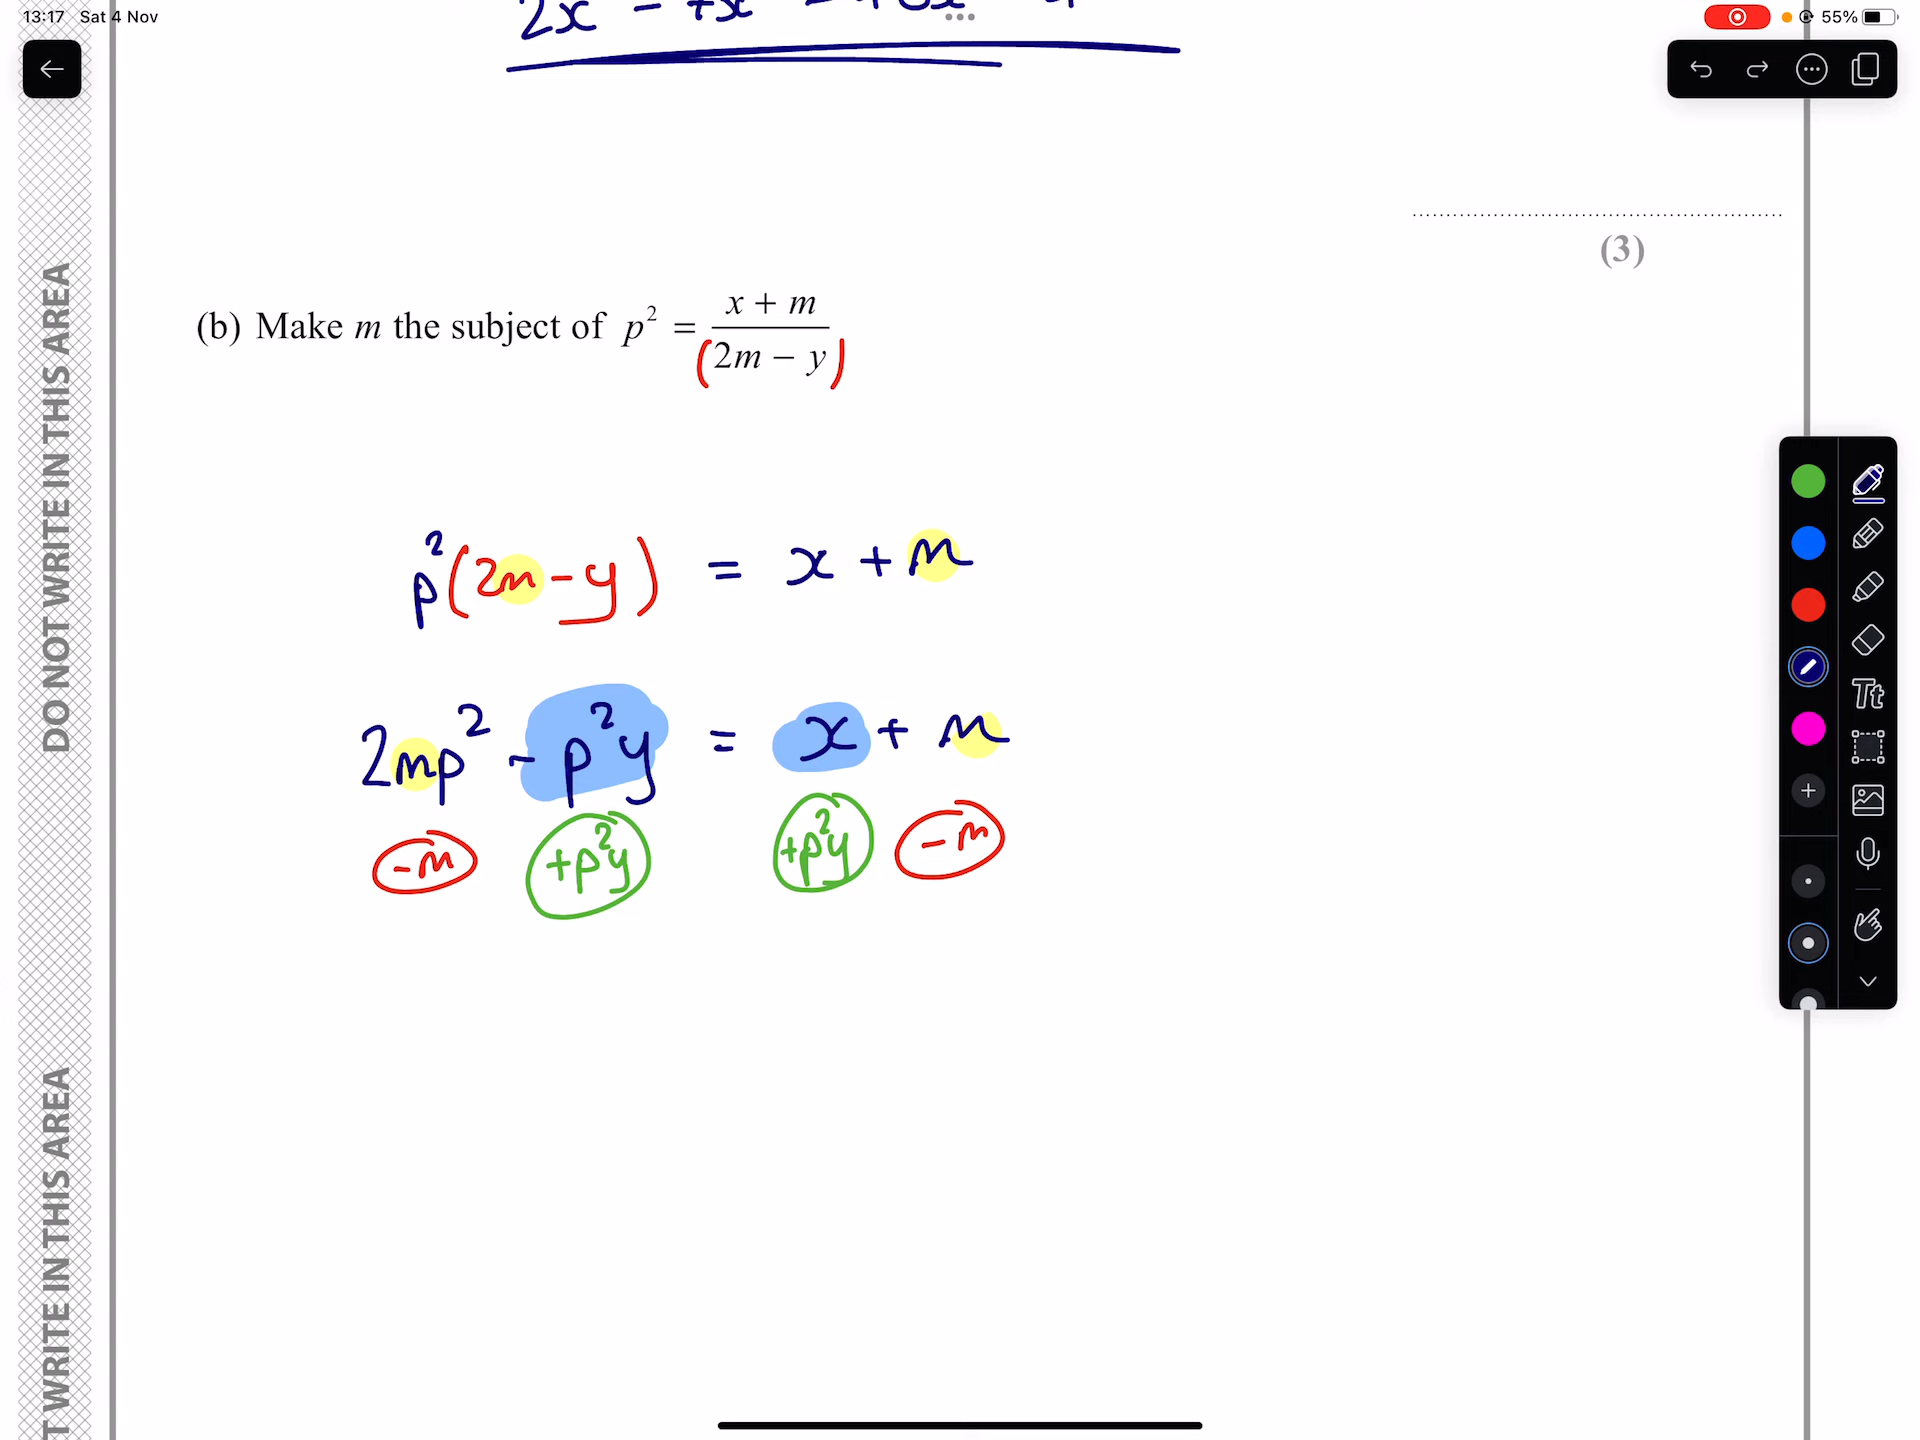 13:17 Sat 4 Nov
55%
(3)
(b) Make m the subject of p² = (x + m) / (2m − y)
p²(2m − y) = x + m
2mp² − p²y = x + m
−m +p²y +p²y −m
DO NOT WRITE IN THIS AREA
T WRITE IN THIS AREA
Tt